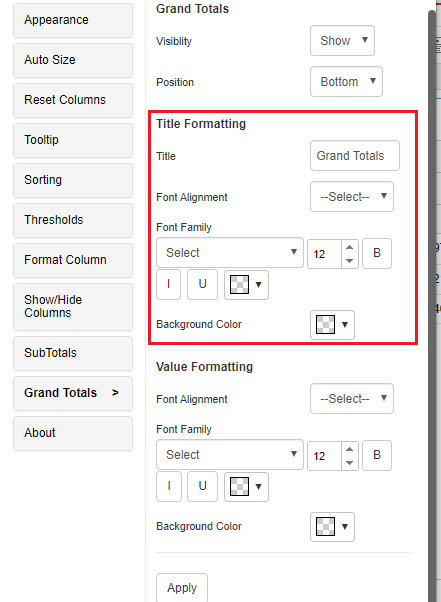 Appearance
Auto Size
Reset Columns
Tooltip
Sorting
Thresholds
Format Column
Show/Hide
Columns
SubTotals
Grand Totals >
About
Grand Totals
Visiblity Show
Position Bottom
Title Formatting
Title Grand Totals
Font Alignment --Select--
Font Family
Select 12 B
I U
Background Color
Value Formatting
Font Alignment --Select--
Font Family
Select 12 B
I U
Background Color
Apply